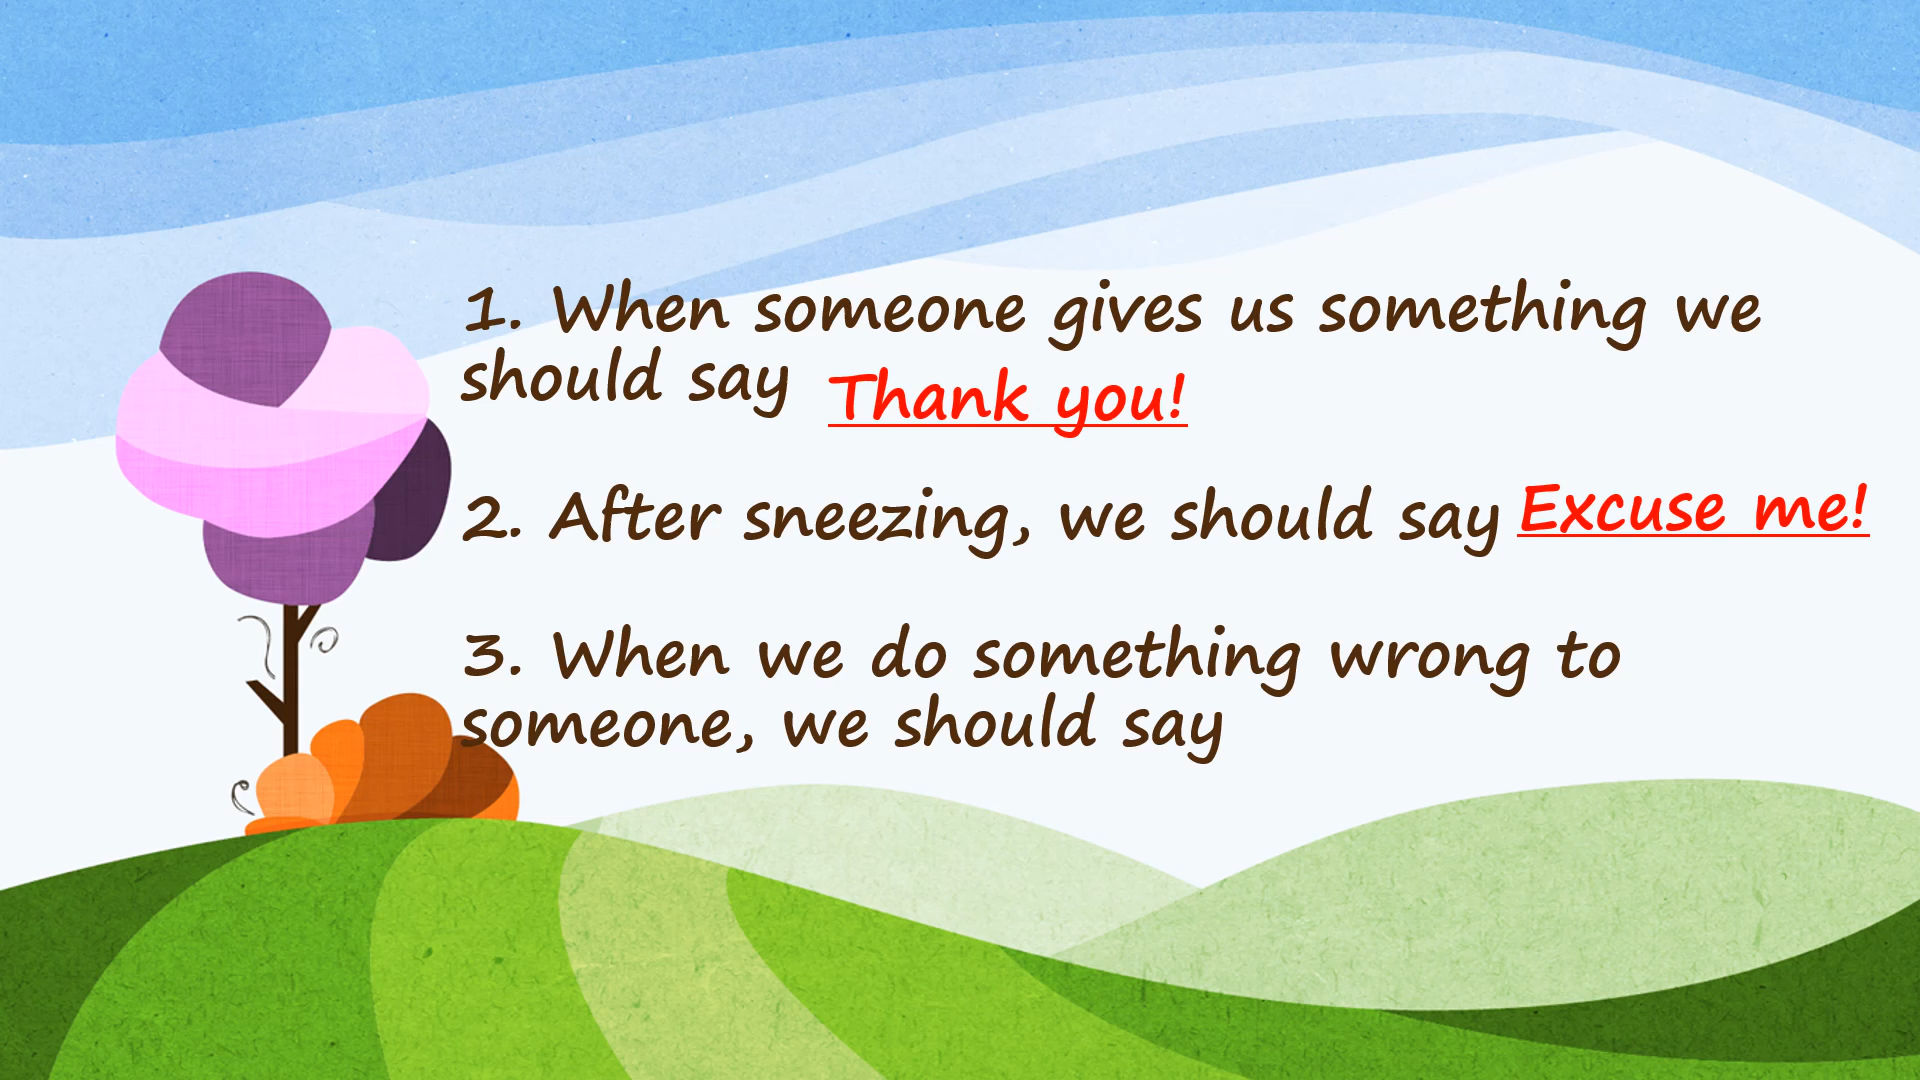 1. When someone gives us something we
should say Thank you!
2. After sneezing, we should say Excuse me!
3. When we do something wrong to
someone, we should say